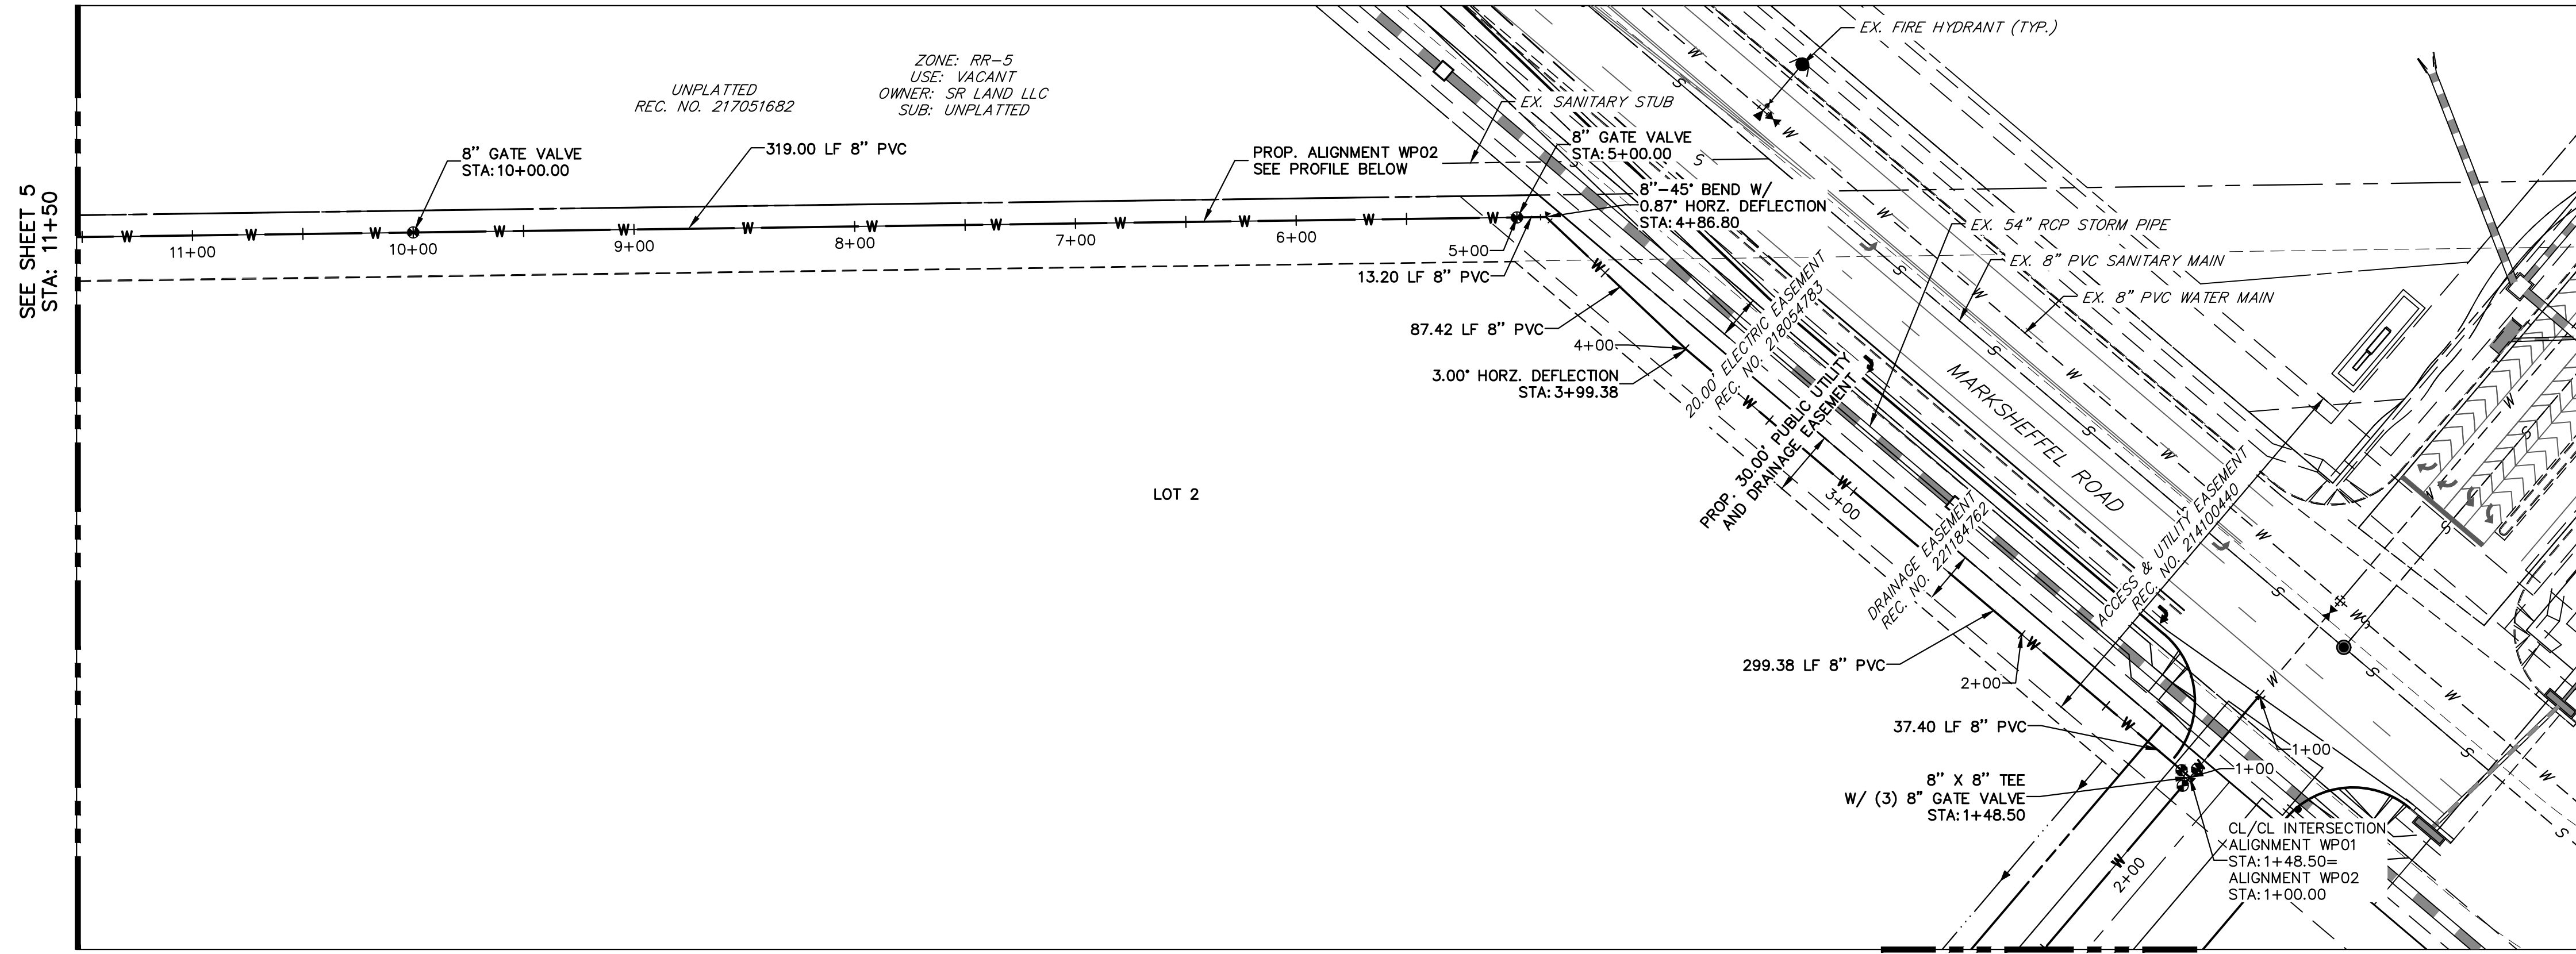 SEE SHEET 5
STA: 11+50
UNPLATTED
REC. NO. 217051682
ZONE: RR-5
USE: VACANT
OWNER: SR LAND LLC
SUB: UNPLATTED
8" GATE VALVE
STA:10+00.00
319.00 LF 8" PVC
PROP. ALIGNMENT WP02
SEE PROFILE BELOW
EX. SANITARY STUB
8" GATE VALVE
STA:5+00.00
EX. FIRE HYDRANT (TYP.)
8"-45° BEND W/
0.87° HORZ. DEFLECTION
STA:4+86.80
EX. 54" RCP STORM PIPE
EX. 8" PVC SANITARY MAIN
EX. 8" PVC WATER MAIN
11+00
10+00
9+00
8+00
7+00
6+00
5+00
13.20 LF 8" PVC
87.42 LF 8" PVC
4+00
3.00° HORZ. DEFLECTION
STA:3+99.38
20.00' ELECTRIC EASEMENT
REC. NO. 218054783
PROP. 30.00' PUBLIC UTILITY
AND DRAINAGE EASEMENT
MARKSHEFFEL ROAD
LOT 2
3+00
DRAINAGE EASEMENT
REC. NO. 221184762
ACCESS & UTILITY EASEMENT
REC. NO. 214100440
299.38 LF 8" PVC
2+00
37.40 LF 8" PVC
1+00
1+00
8" X 8" TEE
W/ (3) 8" GATE VALVE
STA:1+48.50
CL/CL INTERSECTION
ALIGNMENT WP01
STA:1+48.50=
ALIGNMENT WP02
STA:1+00.00
2+00